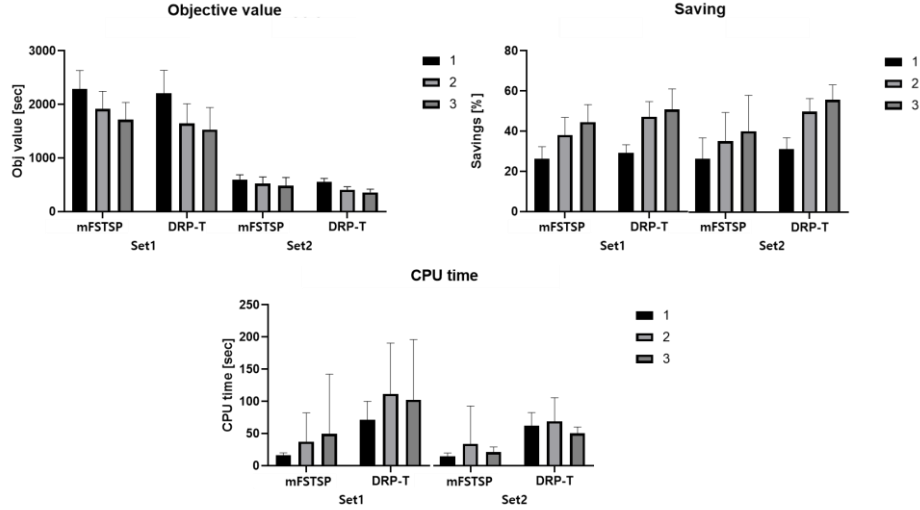 Objective value
Obj value [sec]
3000
2000
1000
0
mFSTSP DRP-T mFSTSP DRP-T
Set1 Set2
1
2
3
Saving
Savings [%]
80
60
40
20
0
mFSTSP DRP-T mFSTSP DRP-T
Set1 Set2
1
2
3
CPU time
CPU time [sec]
250
200
150
100
50
0
mFSTSP DRP-T mFSTSP DRP-T
Set1 Set2
1
2
3